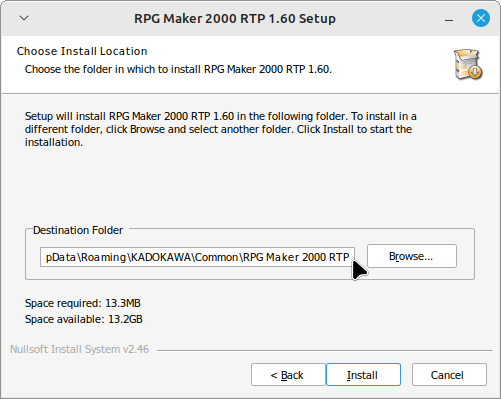 RPG Maker 2000 RTP 1.60 Setup
Choose Install Location
Choose the folder in which to install RPG Maker 2000 RTP 1.60.
Setup will install RPG Maker 2000 RTP 1.60 in the following folder. To install in a
different folder, click Browse and select another folder. Click Install to start the
installation.
Destination Folder
pData\Roaming\KADOKAWA\Common\RPG Maker 2000 RTP
Browse...
Space required: 13.3MB
Space available: 13.2GB
Nullsoft Install System v2.46
< Back
Install
Cancel